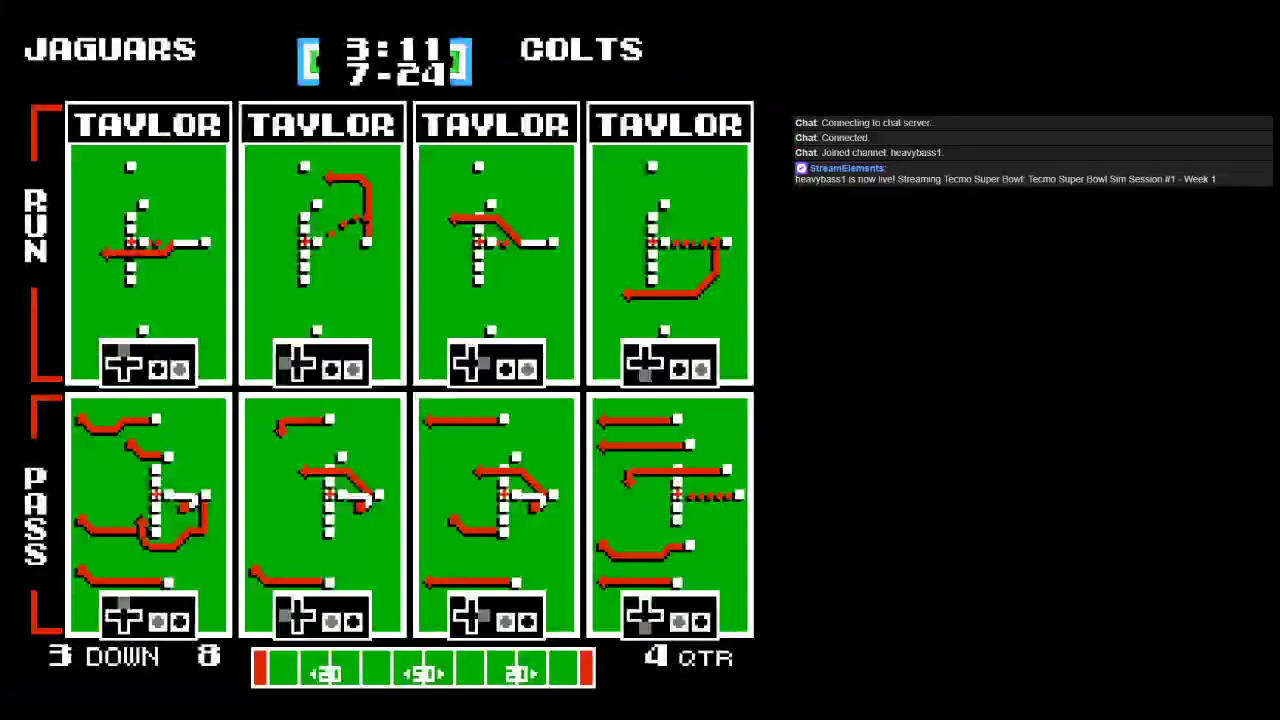 JAGUARS
3:11
COLTS
7-24
TAYLOR TAYLOR TAYLOR TAYLOR
RUN
PASS
3 DOWN 8
4 QTR
◂20 ◂50▸ 20▸
Chat: Connecting to chat server...
Chat: Connected.
Chat: Joined channel: heavybass1.
StreamElements:
heavybass1 is now live! Streaming Tecmo Super Bowl: Tecmo Super Bowl Sim Session #1 - Week 1